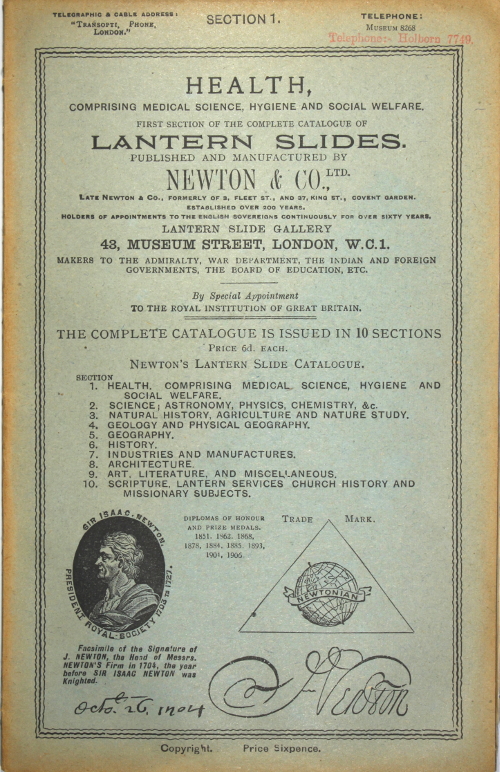 TELEGRAPHIC & CABLE ADDRESS:
"TRANSOPTI, PHONE,
LONDON."
SECTION 1.
TELEPHONE:
MUSEUM 8268
Telephone:- Holborn 7749.
HEALTH,
COMPRISING MEDICAL SCIENCE, HYGIENE AND SOCIAL WELFARE.
FIRST SECTION OF THE COMPLETE CATALOGUE OF
LANTERN SLIDES.
PUBLISHED AND MANUFACTURED BY
NEWTON & CO., LTD.
LATE NEWTON & CO., FORMERLY OF 3, FLEET ST., AND 37, KING ST., COVENT GARDEN.
ESTABLISHED OVER 200 YEARS.
HOLDERS OF APPOINTMENTS TO THE ENGLISH SOVEREIGNS CONTINUOUSLY FOR OVER SIXTY YEARS.
LANTERN SLIDE GALLERY
43, MUSEUM STREET, LONDON, W.C.1.
MAKERS TO THE ADMIRALTY, WAR DEPARTMENT, THE INDIAN AND FOREIGN
GOVERNMENTS, THE BOARD OF EDUCATION, ETC.
By Special Appointment
TO THE ROYAL INSTITUTION OF GREAT BRITAIN.
THE COMPLETE CATALOGUE IS ISSUED IN 10 SECTIONS
PRICE 6d. EACH.
NEWTON'S LANTERN SLIDE CATALOGUE.
SECTION
1. HEALTH, COMPRISING MEDICAL SCIENCE, HYGIENE AND
SOCIAL WELFARE.
2. SCIENCE; ASTRONOMY, PHYSICS, CHEMISTRY, &c.
3. NATURAL HISTORY, AGRICULTURE AND NATURE STUDY.
4. GEOLOGY AND PHYSICAL GEOGRAPHY.
5. GEOGRAPHY.
6. HISTORY.
7. INDUSTRIES AND MANUFACTURES.
8. ARCHITECTURE.
9. ART, LITERATURE, AND MISCELLANEOUS.
10. SCRIPTURE, LANTERN SERVICES CHURCH HISTORY AND
MISSIONARY SUBJECTS.
SIR ISAAC NEWTON.
PRESIDENT ROYAL SOCIETY 1703 TO 1727.
DIPLOMAS OF HONOUR
AND PRIZE MEDALS.
1851, 1862, 1868,
1878, 1884, 1885, 1893,
1904, 1906.
TRADE MARK.
NEWTONIAN
Facsimile of the Signature of
J. NEWTON, the Head of Messrs.
NEWTON'S Firm in 1704, the year
before SIR ISAAC NEWTON was
Knighted.
Octo. 26, 1704
J Newton
Copyright. Price Sixpence.